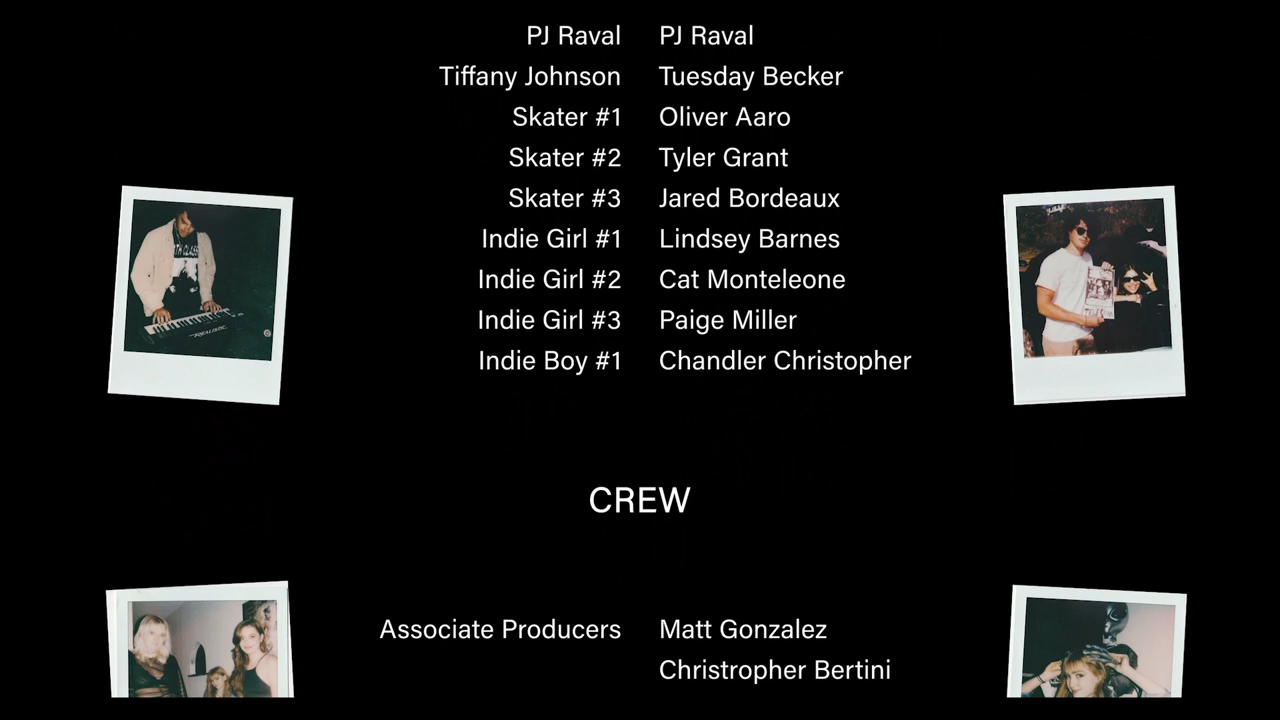 PJ Raval PJ Raval
Tiffany Johnson Tuesday Becker
Skater #1 Oliver Aaro
Skater #2 Tyler Grant
Skater #3 Jared Bordeaux
Indie Girl #1 Lindsey Barnes
Indie Girl #2 Cat Monteleone
Indie Girl #3 Paige Miller
Indie Boy #1 Chandler Christopher
REALISTIC
CREW
Associate Producers Matt Gonzalez
Christropher Bertini